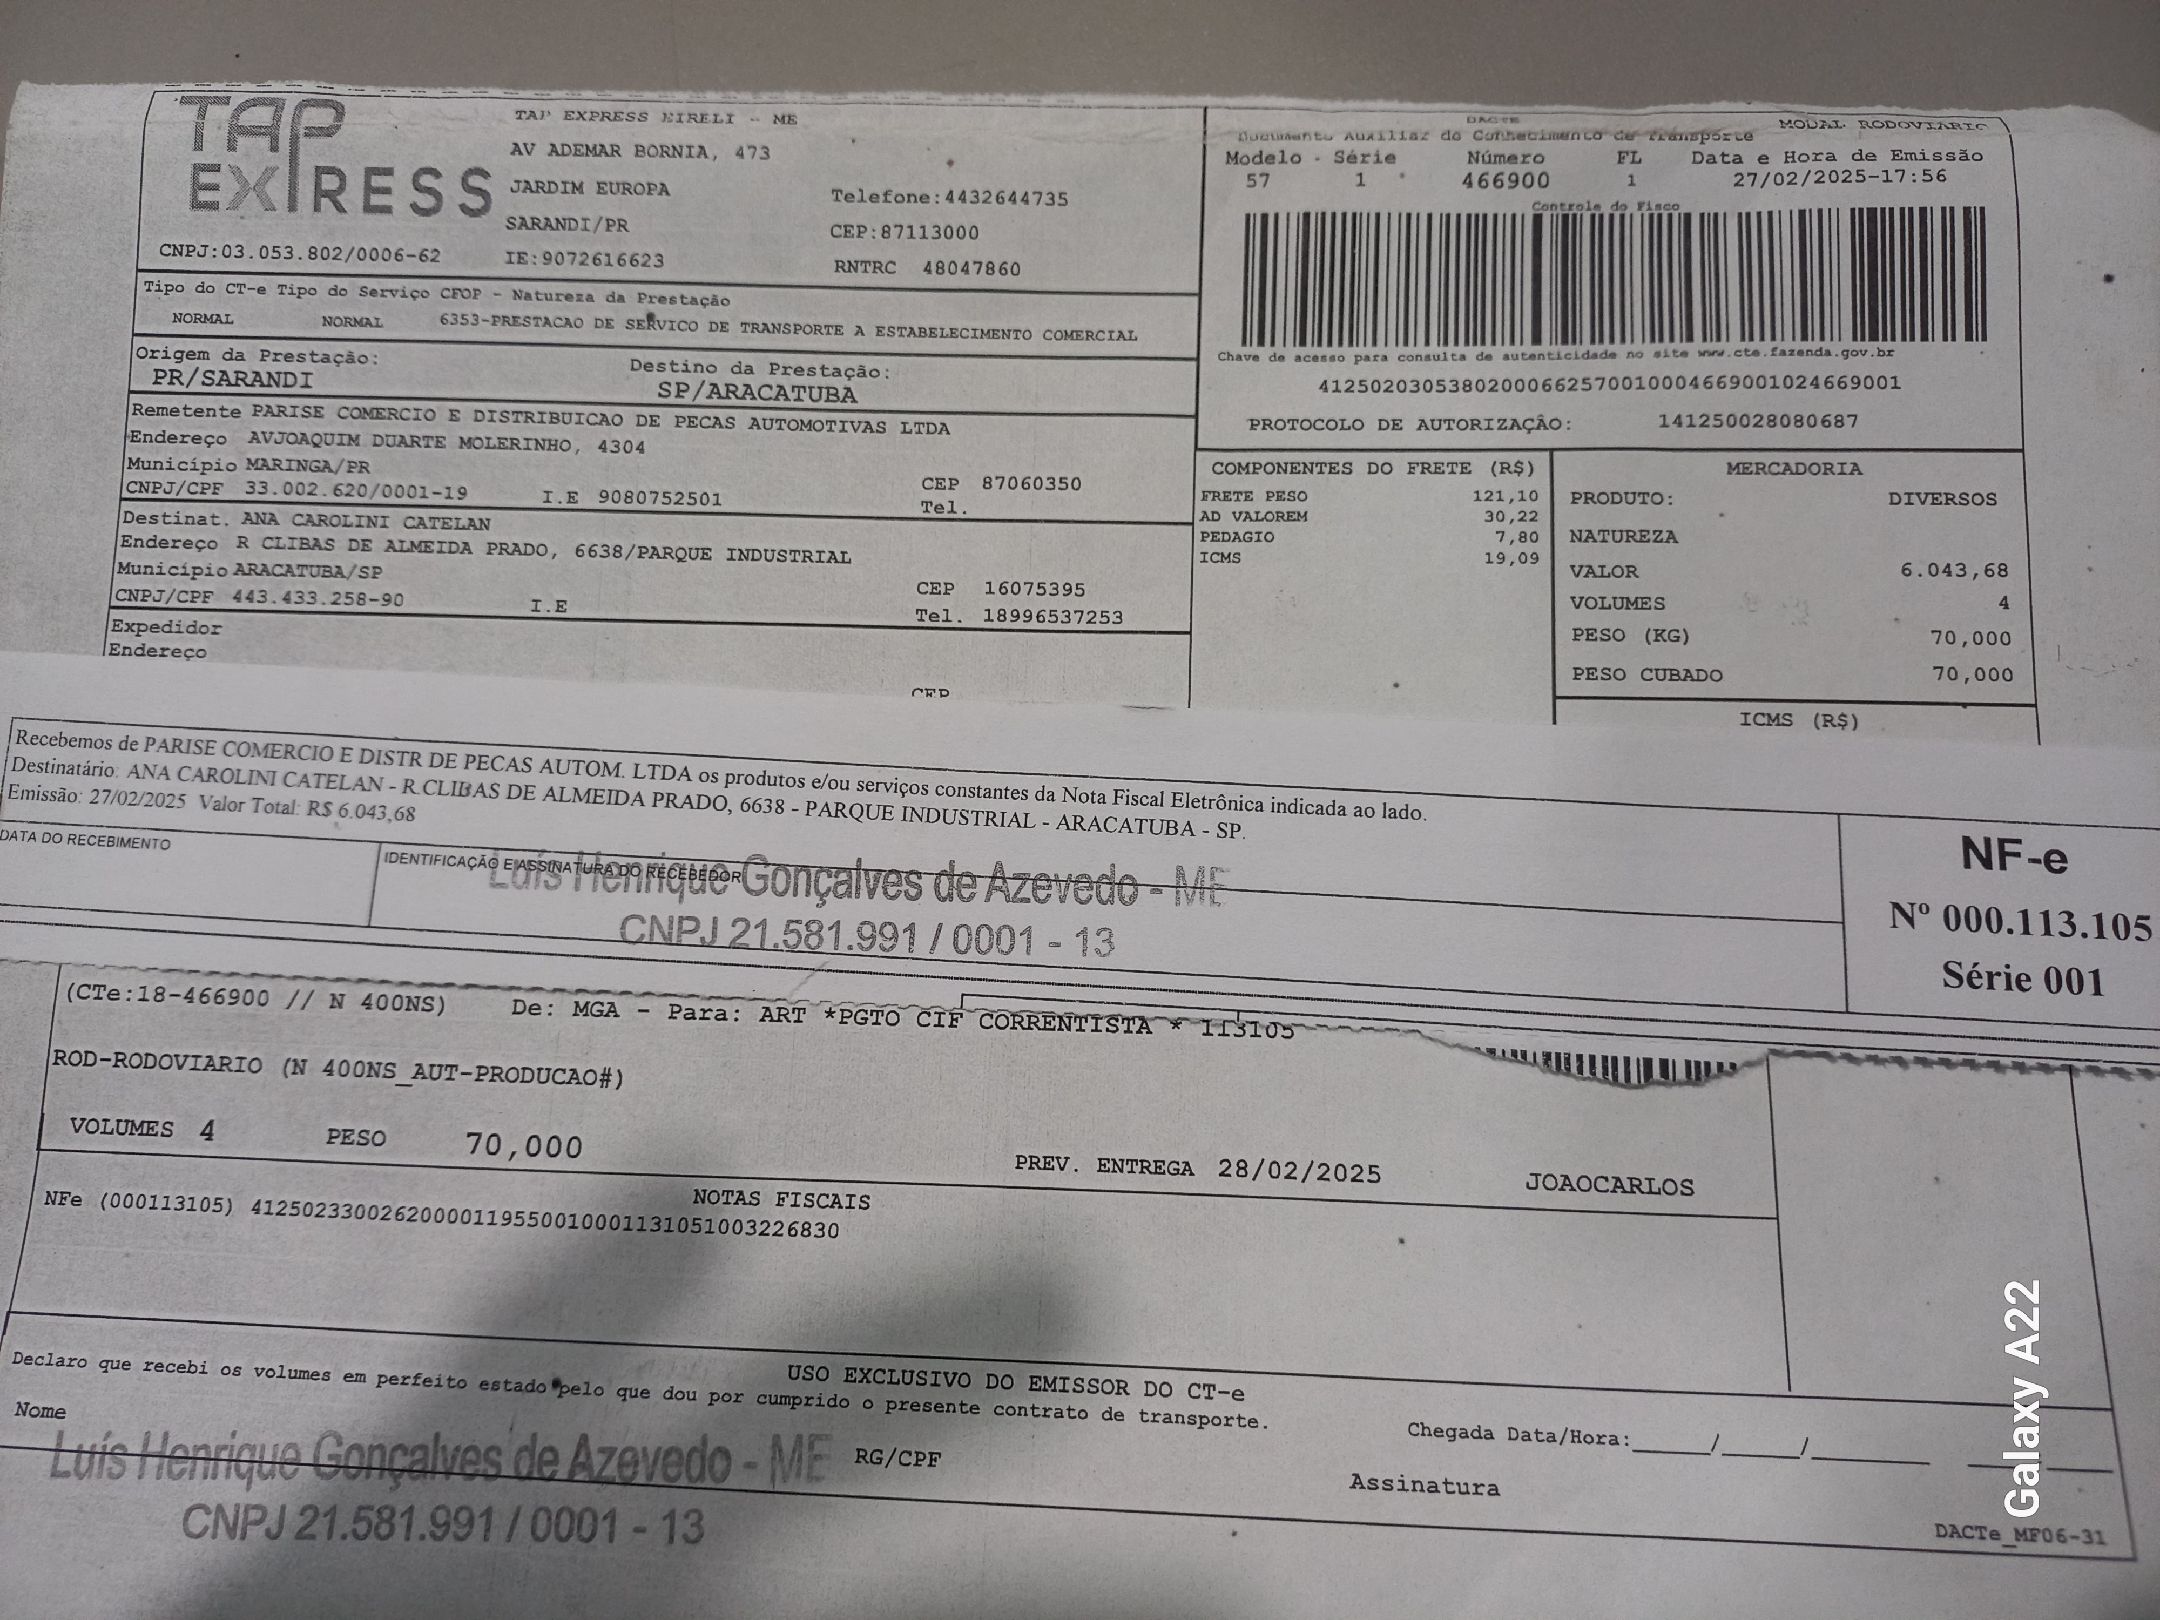 TAP
EXPRESS
TAP EXPRESS EIRELI - ME
AV ADEMAR BORNIA, 473
JARDIM EUROPA
Telefone:4432644735
SARANDI/PR
CEP:87113000
CNPJ:03.053.802/0006-62
IE:9072616623
RNTRC 48047860
DACTE
MODAL RODOVIARIO
Documento Auxiliar do Conhecimento de Transporte
Modelo - Série Número FL Data e Hora de Emissão
57 1 466900 1 27/02/2025-17:56
Controle do Fisco
Chave de acesso para consulta de autenticidade no site www.cte.fazenda.gov.br
41250203053802000662570010004669001024669001
PROTOCOLO DE AUTORIZAÇÃO: 141250028080687
Tipo do CT-e Tipo do Serviço CFOP - Natureza da Prestação
NORMAL NORMAL 6353-PRESTACAO DE SERVICO DE TRANSPORTE A ESTABELECIMENTO COMERCIAL
Origem da Prestação: Destino da Prestação:
PR/SARANDI SP/ARACATUBA
Remetente PARISE COMERCIO E DISTRIBUICAO DE PECAS AUTOMOTIVAS LTDA
Endereço AVJOAQUIM DUARTE MOLERINHO, 4304
Município MARINGA/PR CEP 87060350
CNPJ/CPF 33.002.620/0001-19 I.E 9080752501 Tel.
Destinat. ANA CAROLINI CATELAN
Endereço R CLIBAS DE ALMEIDA PRADO, 6638/PARQUE INDUSTRIAL
Município ARACATUBA/SP CEP 16075395
CNPJ/CPF 443.433.258-90 I.E Tel. 18996537253
Expedidor
Endereço
CEP
COMPONENTES DO FRETE (R$)
FRETE PESO 121,10
AD VALOREM 30,22
PEDAGIO 7,80
ICMS 19,09
MERCADORIA
PRODUTO: DIVERSOS
NATUREZA
VALOR 6.043,68
VOLUMES 4
PESO (KG) 70,000
PESO CUBADO 70,000
ICMS (R$)
Recebemos de PARISE COMERCIO E DISTR DE PECAS AUTOM. LTDA os produtos e/ou serviços constantes da Nota Fiscal Eletrônica indicada ao lado.
Destinatário: ANA CAROLINI CATELAN - R CLIBAS DE ALMEIDA PRADO, 6638 - PARQUE INDUSTRIAL - ARACATUBA - SP.
Emissão: 27/02/2025 Valor Total: R$ 6.043,68
DATA DO RECEBIMENTO
IDENTIFICAÇÃO E ASSINATURA DO RECEBEDOR
Luís Henrique Gonçalves de Azevedo - ME
CNPJ 21.581.991 / 0001 - 13
NF-e
Nº 000.113.105
Série 001
(CTe:18-466900 // N 400NS) De: MGA - Para: ART *PGTO CIF CORRENTISTA * 113105
ROD-RODOVIARIO (N 400NS_AUT-PRODUCAO#)
VOLUMES 4 PESO 70,000
PREV. ENTREGA 28/02/2025 JOAOCARLOS
NOTAS FISCAIS
NFe (000113105) 41250233002620000119550010001131051003226830
USO EXCLUSIVO DO EMISSOR DO CT-e
Declaro que recebi os volumes em perfeito estado pelo que dou por cumprido o presente contrato de transporte.
Nome
Luís Henrique Gonçalves de Azevedo - ME
CNPJ 21.581.991 / 0001 - 13
RG/CPF
Chegada Data/Hora:______/______/_________
Assinatura
DACTe_MF06-31
Galaxy A22